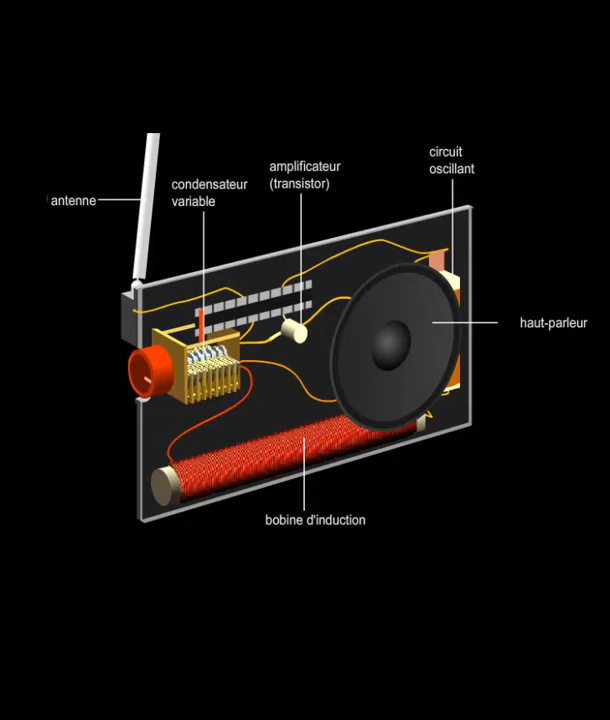 circuit
oscillant
amplificateur
(transistor)
condensateur
variable
antenne
haut-parleur
bobine d'induction